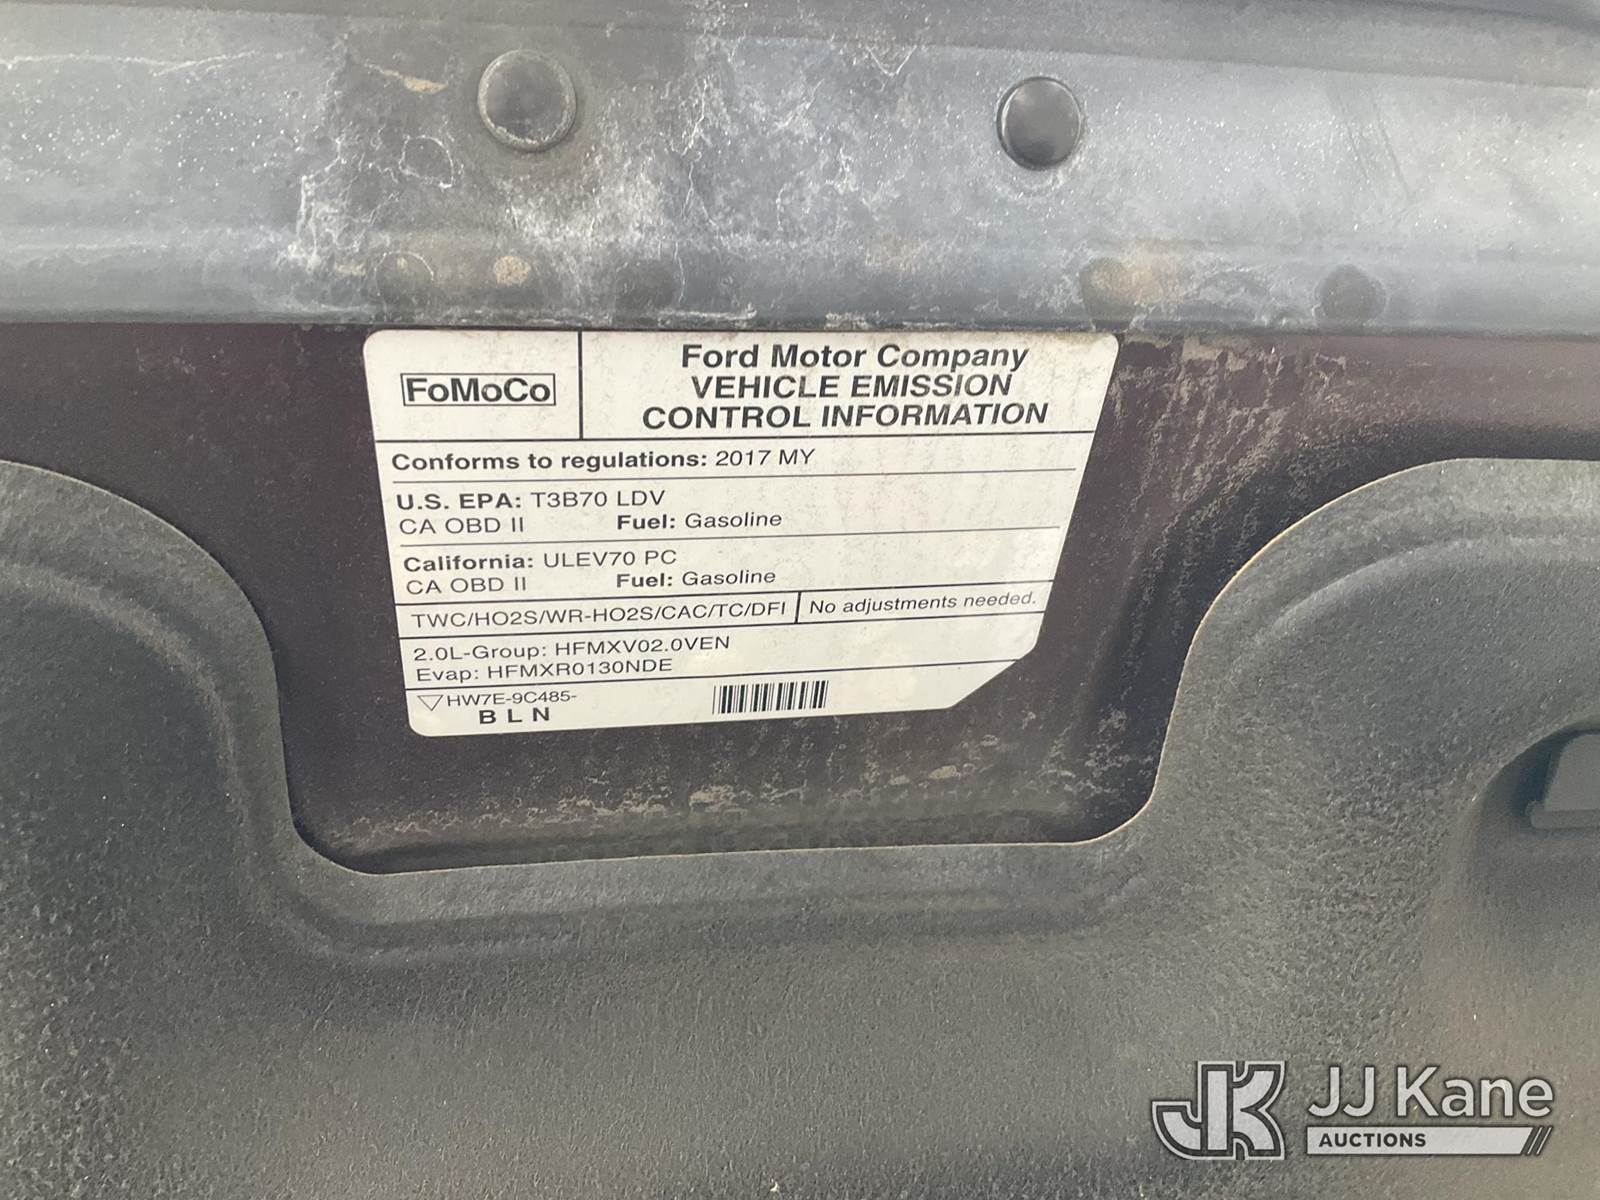 FoMoCo
Ford Motor Company
VEHICLE EMISSION
CONTROL INFORMATION
Conforms to regulations: 2017 MY
U.S. EPA: T3B70 LDV
CA OBD II Fuel: Gasoline
California: ULEV70 PC
CA OBD II Fuel: Gasoline
TWC/HO2S/WR-HO2S/CAC/TC/DFI No adjustments needed.
2.0L-Group: HFMXV02.0VEN
Evap: HFMXR0130NDE
HW7E-9C485-
B L N
JK JJ Kane
AUCTIONS